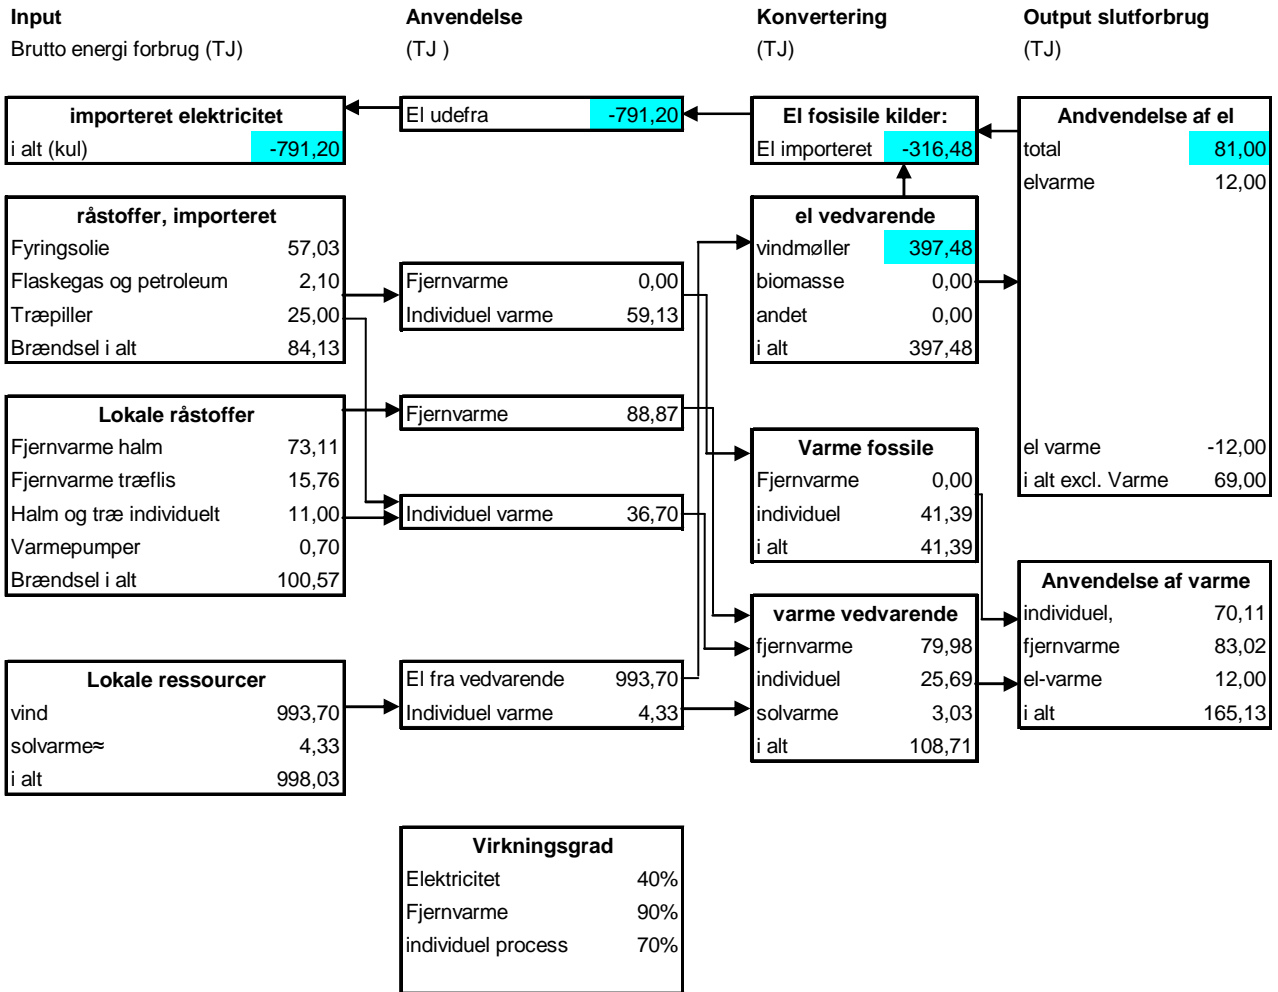 Input
Brutto energi forbrug (TJ)
importeret elektricitet
i alt (kul) -791,20
råstoffer, importeret
Fyringsolie 57,03
Flaskegas og petroleum 2,10
Træpiller 25,00
Brændsel i alt 84,13
Lokale råstoffer
Fjernvarme halm 73,11
Fjernvarme træflis 15,76
Halm og træ individuelt 11,00
Varmepumper 0,70
Brændsel i alt 100,57
Lokale ressourcer
vind 993,70
solvarme≈ 4,33
i alt 998,03
Anvendelse
(TJ )
El udefra -791,20
Fjernvarme 0,00
Individuel varme 59,13
Fjernvarme 88,87
Individuel varme 36,70
El fra vedvarende 993,70
Individuel varme 4,33
Virkningsgrad
Elektricitet 40%
Fjernvarme 90%
individuel process 70%
Konvertering
(TJ)
El fosisile kilder:
El importeret -316,48
el vedvarende
vindmøller 397,48
biomasse 0,00
andet 0,00
i alt 397,48
Varme fossile
Fjernvarme 0,00
individuel 41,39
i alt 41,39
varme vedvarende
fjernvarme 79,98
individuel 25,69
solvarme 3,03
i alt 108,71
Output slutforbrug
(TJ)
Andvendelse af el
total 81,00
elvarme 12,00
el varme -12,00
i alt excl. Varme 69,00
Anvendelse af varme
individuel, 70,11
fjernvarme 83,02
el-varme 12,00
i alt 165,13